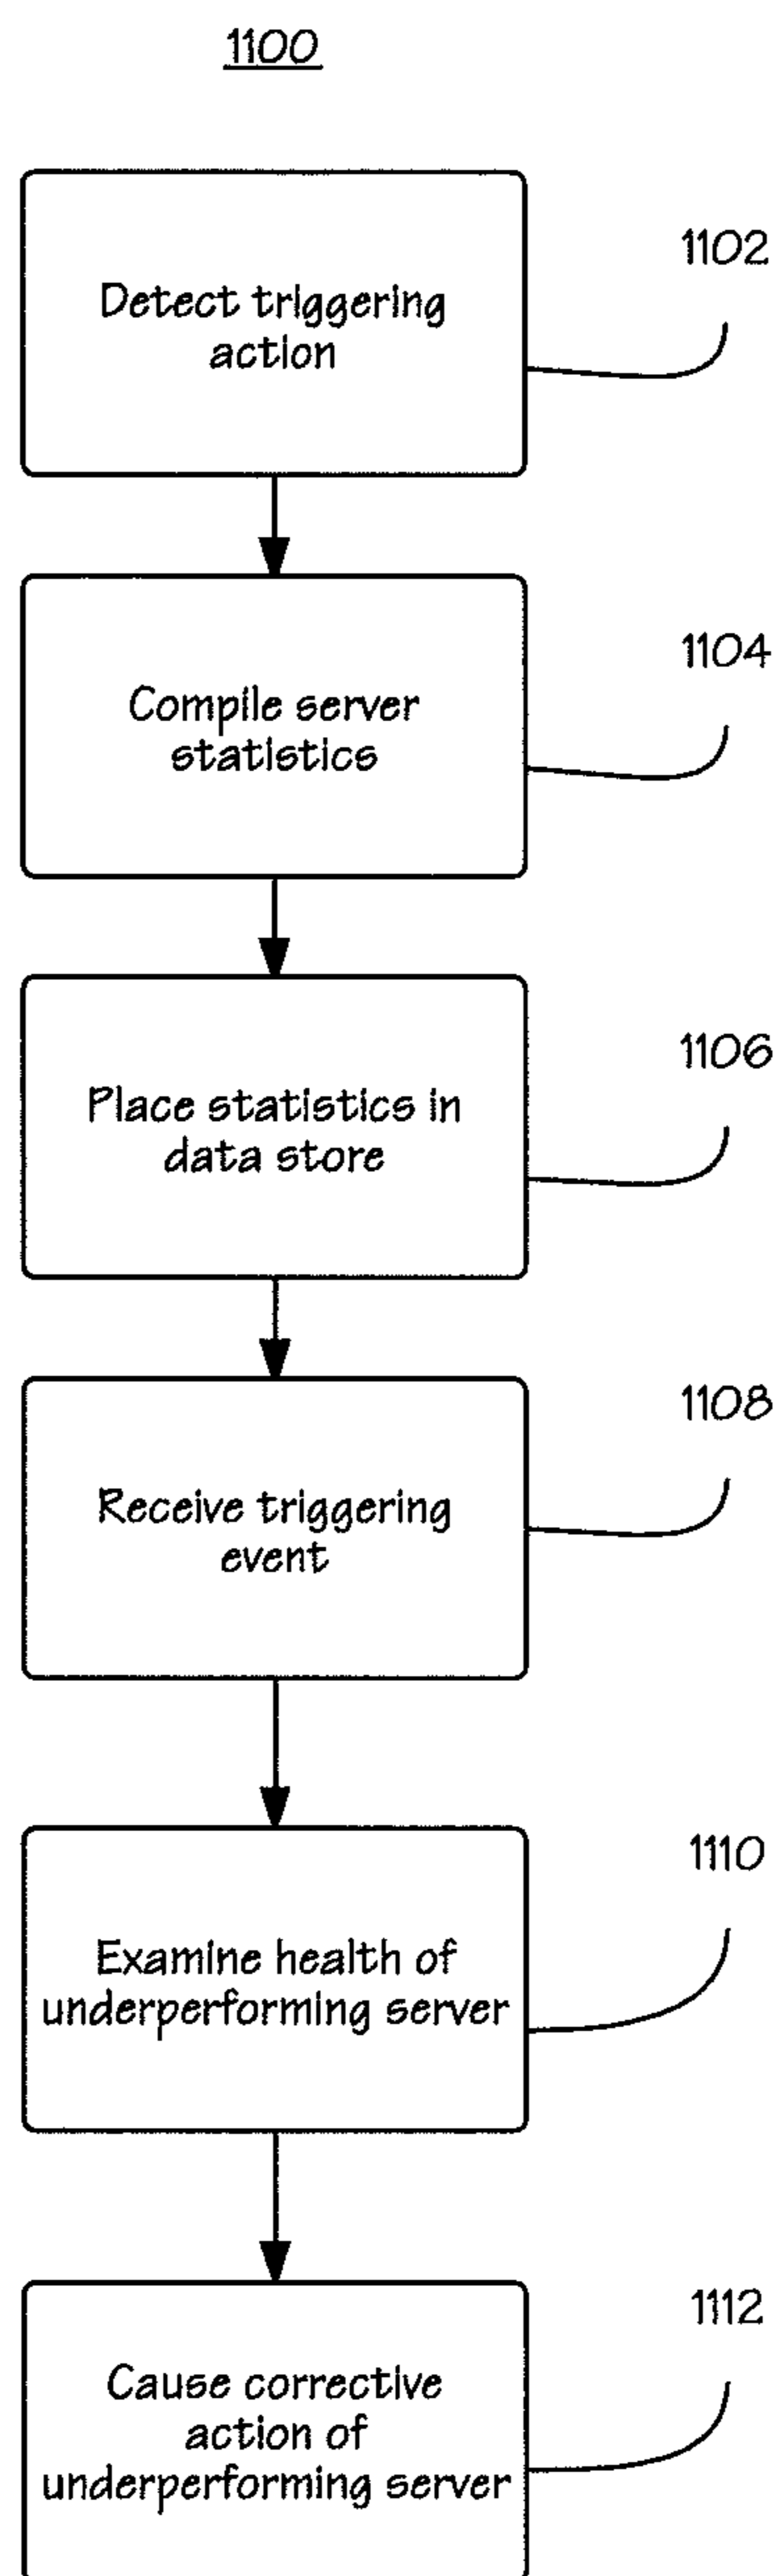 1100
1102
Detect triggering
action
1104
Compile server
statistics
1106
Place statistics in
data store
1108
Receive triggering
event
1110
Examine health of
underperforming server
1112
Cause corrective
action of
underperforming server